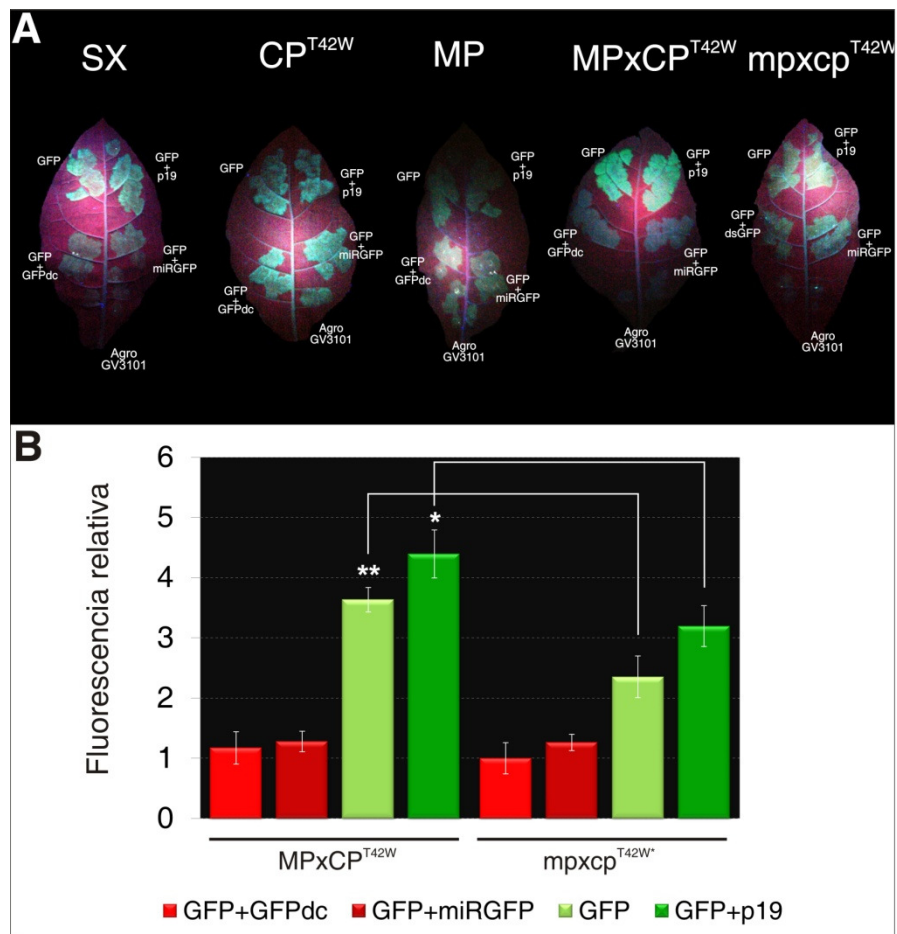 A
SX
CP^T42W
MP
MPxCP^T42W
mpxcp^T42W
GFP
GFP + p19
GFP + GFPdc
GFP + miRGFP
Agro GV3101
GFP
GFP + p19
GFP + GFPdc
GFP + miRGFP
Agro GV3101
GFP
GFP + p19
GFP + GFPdc
GFP + miRGFP
Agro GV3101
GFP
GFP + p19
GFP + GFPdc
GFP + miRGFP
Agro GV3101
GFP
GFP + p19
GFP + dsGFP
GFP + miRGFP
Agro GV3101
B
Fluorescencia relativa
6
5
4
3
2
1
0
**
*
MPxCP^T42W
mpxcp^T42W*
GFP+GFPdc GFP+miRGFP GFP GFP+p19